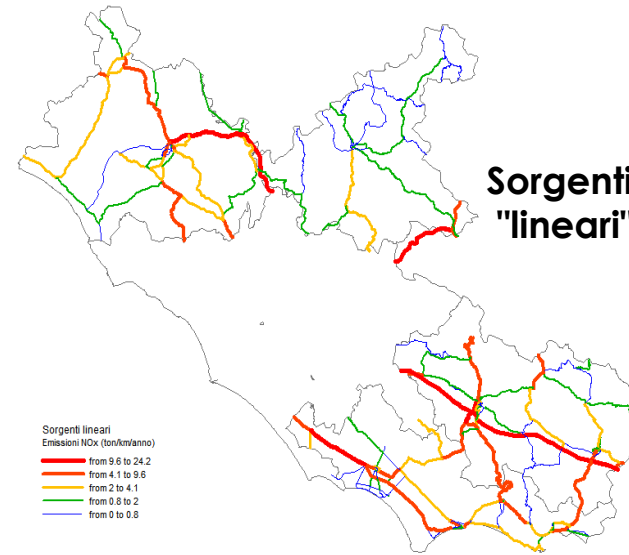 Sorgenti
"lineari"
Sorgenti lineari
Emissioni NOx (ton/km/anno)
from 9.6 to 24.2
from 4.1 to 9.6
from 2 to 4.1
from 0.8 to 2
from 0 to 0.8